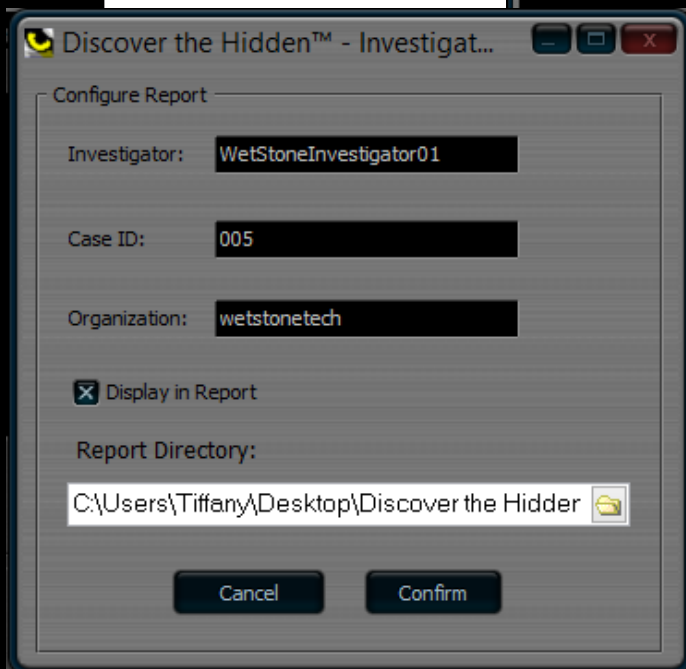 Discover the Hidden™ - Investigat...
Configure Report
Investigator: WetStoneInvestigator01
Case ID: 005
Organization: wetstonetech
Display in Report
Report Directory:
C:\Users\Tiffany\Desktop\Discover the Hidder
Cancel Confirm